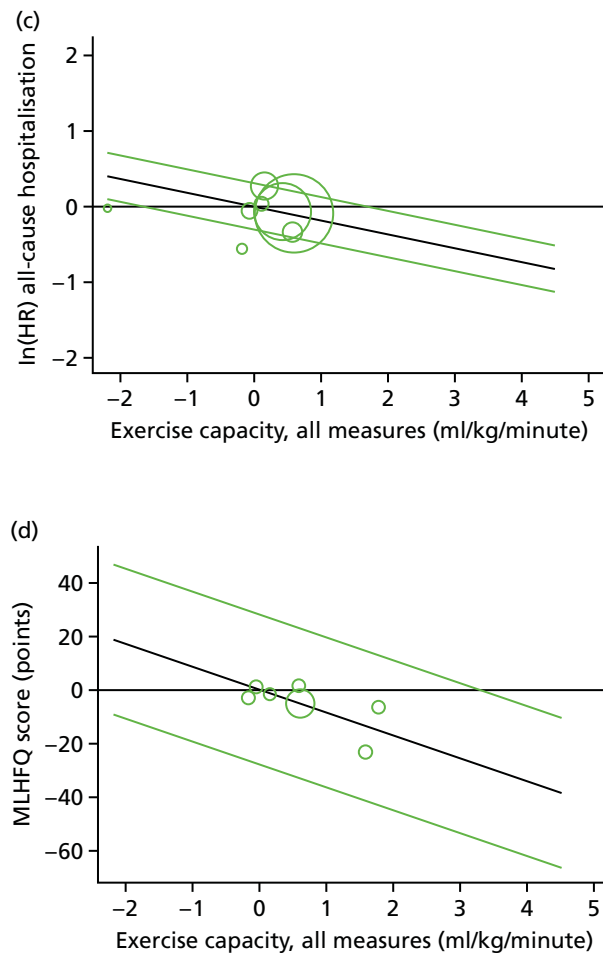 (c)
2
1
0
−1
−2
ln(HR) all-cause hospitalisation
−2 −1 0 1 2 3 4 5
Exercise capacity, all measures (ml/kg/minute)
(d)
40
20
0
−20
−40
−60
MLHFQ score (points)
−2 −1 0 1 2 3 4 5
Exercise capacity, all measures (ml/kg/minute)